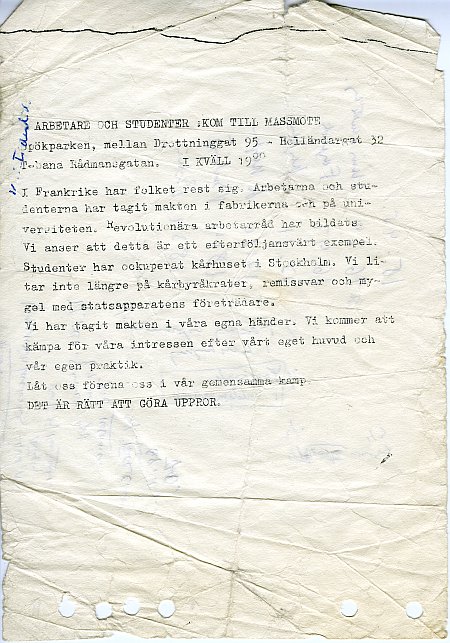 ARBETARE OCH STUDENTER :KOM TILL MASSMÖTE
Spökparken, mellan Drottninggat 95 - Holländargat 32
T-bana Rådmansgatan. I KVÄLL 19⁰⁰
I Frankrike har folket rest sig. Arbetarna och stu-
denterna har tagit makten i fabrikerna och på uni-
versiteten. Revolutionära arbetarråd har bildats.
Vi anser att detta är ett efterföljansvärt exempel.
Studenter har ockuperat kårhuset i Stockholm. Vi li-
tar inte längre på kårbyråkrater, remissvar och my-
gel med statsapparatens företrädare.
Vi har tagit makten i våra egna händer. Vi kommer att
kämpa för våra intressen efter vårt eget huvud och
vår egen praktik.
Låt oss förena oss i vår gemensamma kamp.
DET ÄR RÄTT ATT GÖRA UPPROR.